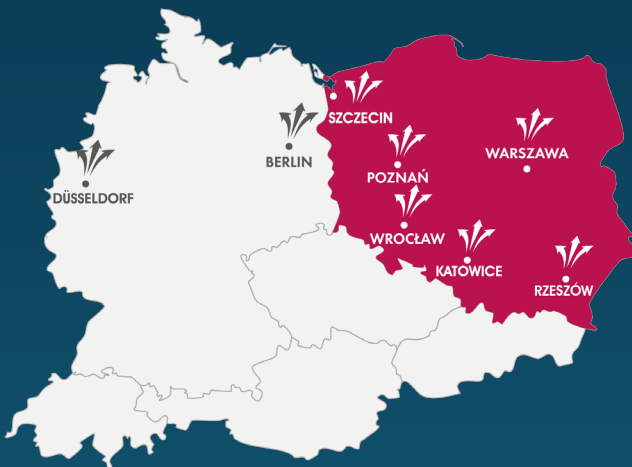 SZCZECIN
BERLIN
WARSZAWA
POZNAŃ
DÜSSELDORF
WROCŁAW
KATOWICE
RZESZÓW